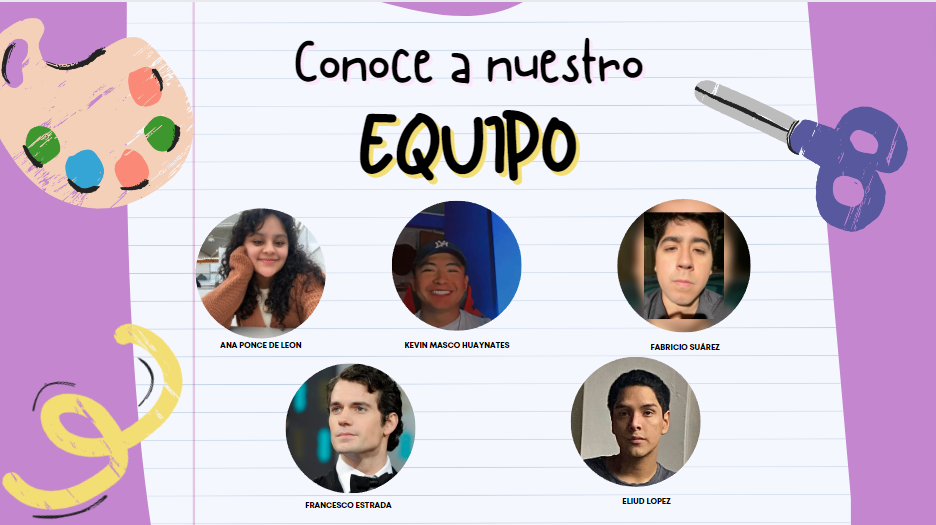 Conoce a nuestro
EQUIPO
ANA PONCE DE LEON
KEVIN MASCO HUAYNATES
FABRICIO SUÁREZ
FRANCESCO ESTRADA
ELIUD LOPEZ